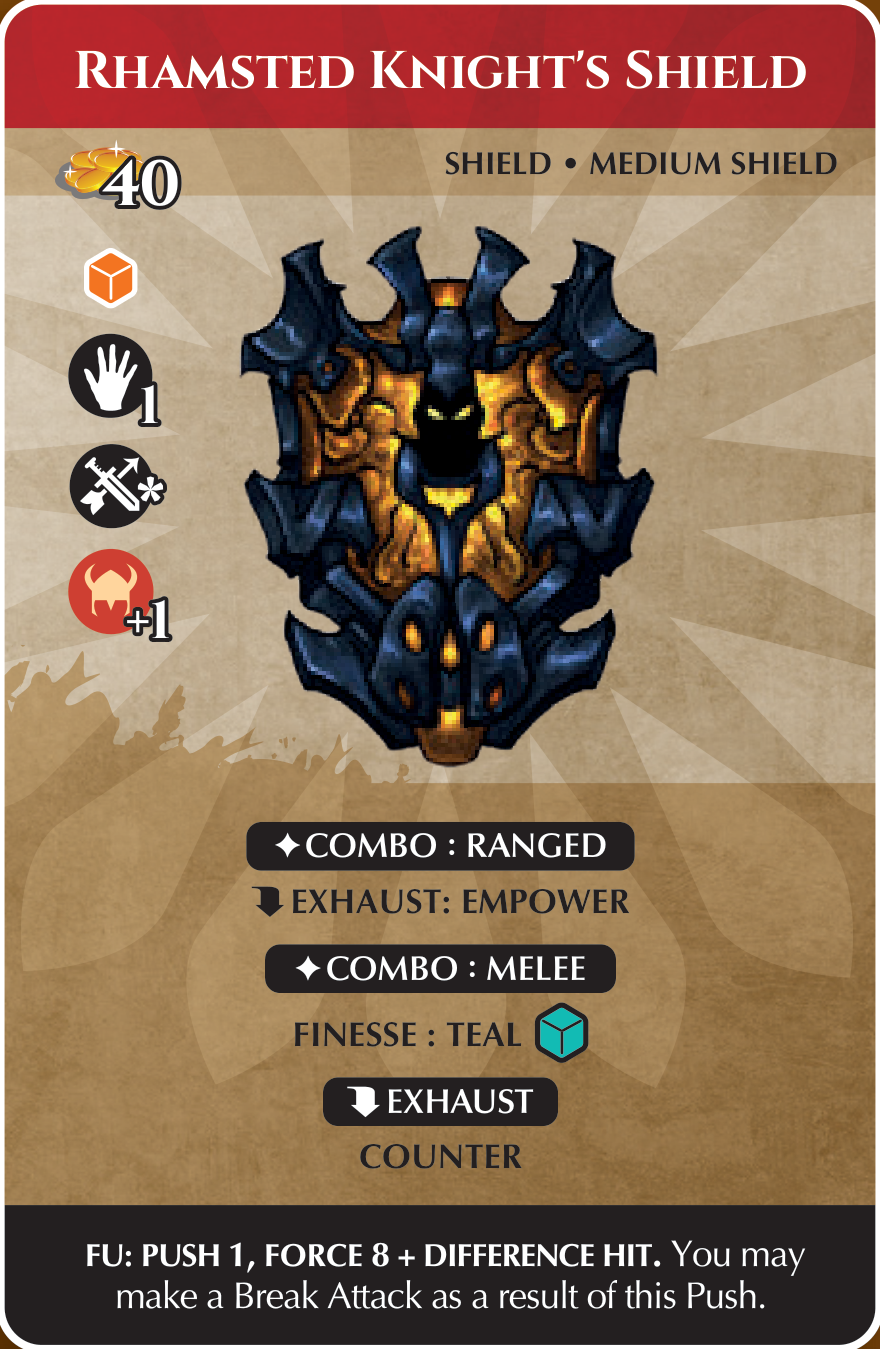 Rhamsted Knight's Shield
40
SHIELD • MEDIUM SHIELD
1
*
+1
✦COMBO : RANGED
EXHAUST: EMPOWER
✦COMBO : MELEE
FINESSE : TEAL
EXHAUST
COUNTER
FU: PUSH 1, FORCE 8 + DIFFERENCE HIT. You may
make a Break Attack as a result of this Push.